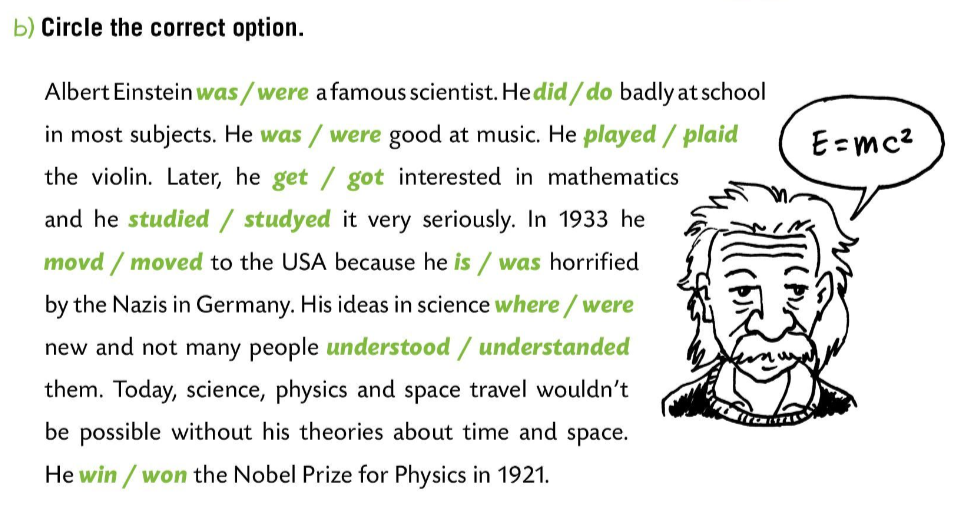 b) Circle the correct option.
Albert Einstein was / were a famous scientist. He did / do badly at school
in most subjects. He was / were good at music. He played / plaid
the violin. Later, he get / got interested in mathematics
and he studied / studyed it very seriously. In 1933 he
movd / moved to the USA because he is / was horrified
by the Nazis in Germany. His ideas in science where / were
new and not many people understood / understanded
them. Today, science, physics and space travel wouldn't
be possible without his theories about time and space.
He win / won the Nobel Prize for Physics in 1921.
E=mc²